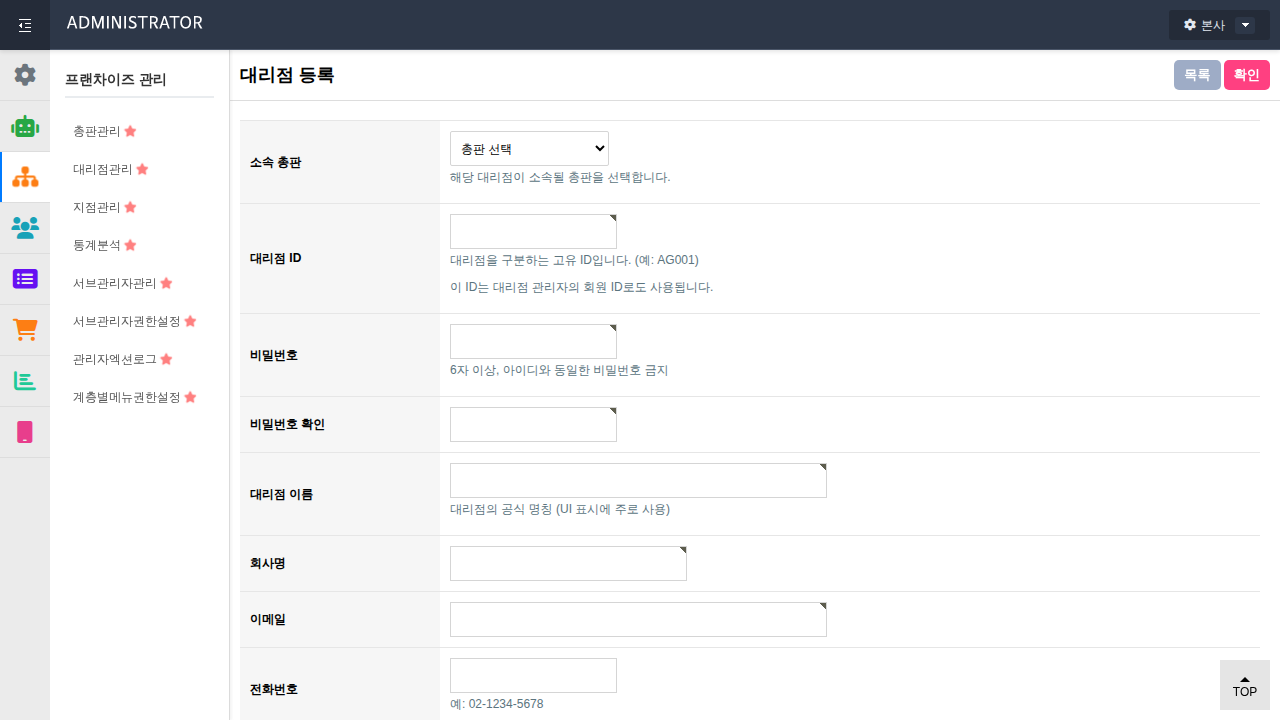 ADMINISTRATOR
본사
프랜차이즈 관리
총판관리
대리점관리
지점관리
통계분석
서브관리자관리
서브관리자권한설정
관리자엑션로그
계층별메뉴권한설정
대리점 등록
목록
확인
소속 총판
총판 선택
해당 대리점이 소속될 총판을 선택합니다.
대리점 ID
대리점을 구분하는 고유 ID입니다. (예: AG001)
이 ID는 대리점 관리자의 회원 ID로도 사용됩니다.
비밀번호
6자 이상, 아이디와 동일한 비밀번호 금지
비밀번호 확인
대리점 이름
대리점의 공식 명칭 (UI 표시에 주로 사용)
회사명
이메일
전화번호
예: 02-1234-5678
TOP